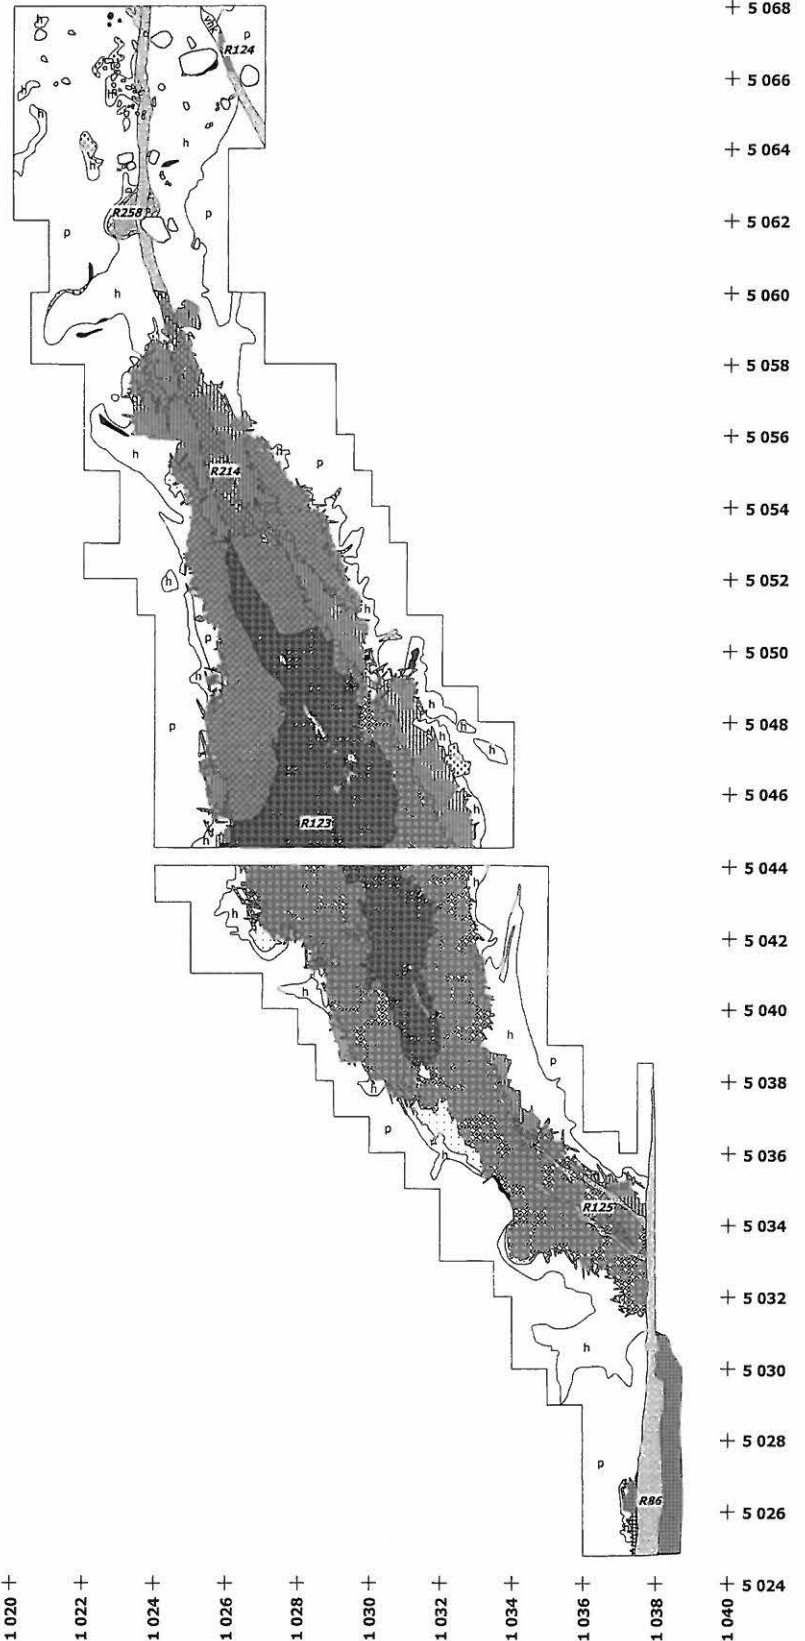 + 5 068
h
vhk
p
R124
+ 5 066
h
h
h
+ 5 064
h
h
R258
p
+ 5 062
p
h
+ 5 060
+ 5 058
+ 5 056
h
h
p
R214
+ 5 054
h
+ 5 052
h
p
+ 5 050
h
h
p
h
h
+ 5 048
h
+ 5 046
R123
h
h
+ 5 044
h
h
+ 5 042
h
+ 5 040
h
p
+ 5 038
h
p
h
+ 5 036
R125
+ 5 034
+ 5 032
h
+ 5 030
+ 5 028
p
R86
+ 5 026
+ 5 024
1 020
1 022
1 024
1 026
1 028
1 030
1 032
1 034
1 036
1 038
1 040